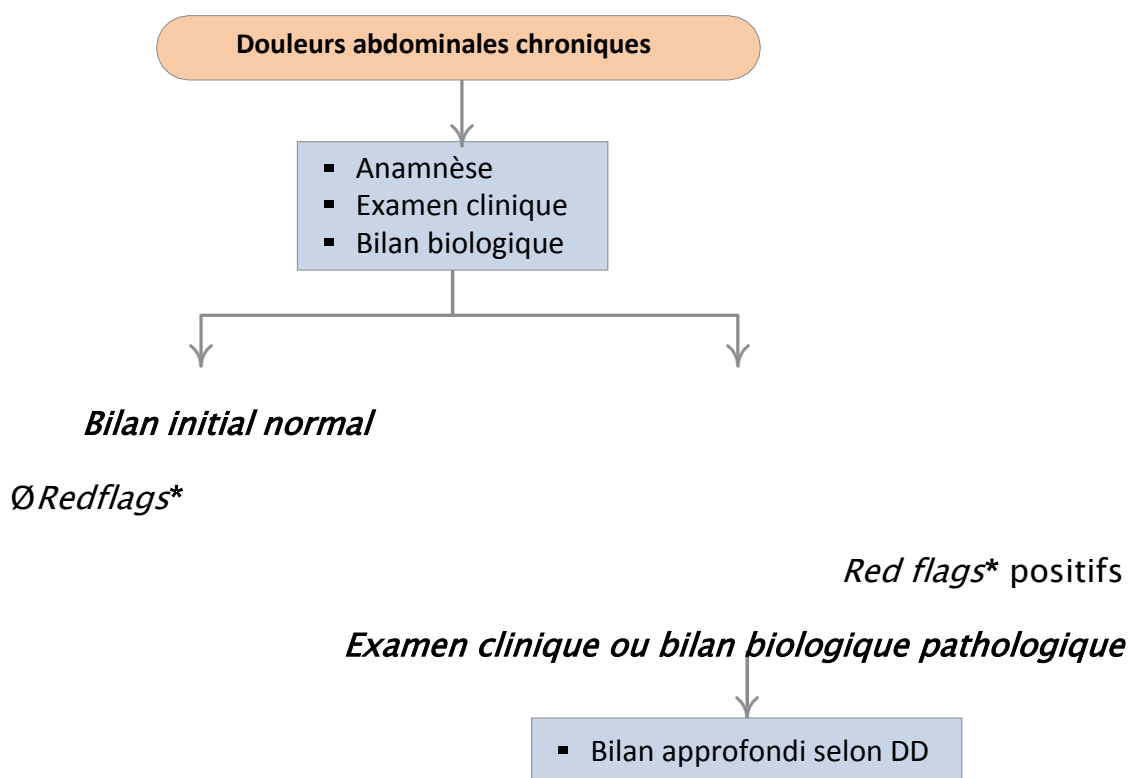 Douleurs abdominales chroniques
▪ Anamnèse
▪ Examen clinique
▪ Bilan biologique
Bilan initial normal
ØRedflags*
Red flags* positifs
Examen clinique ou bilan biologique pathologique
▪ Bilan approfondi selon DD